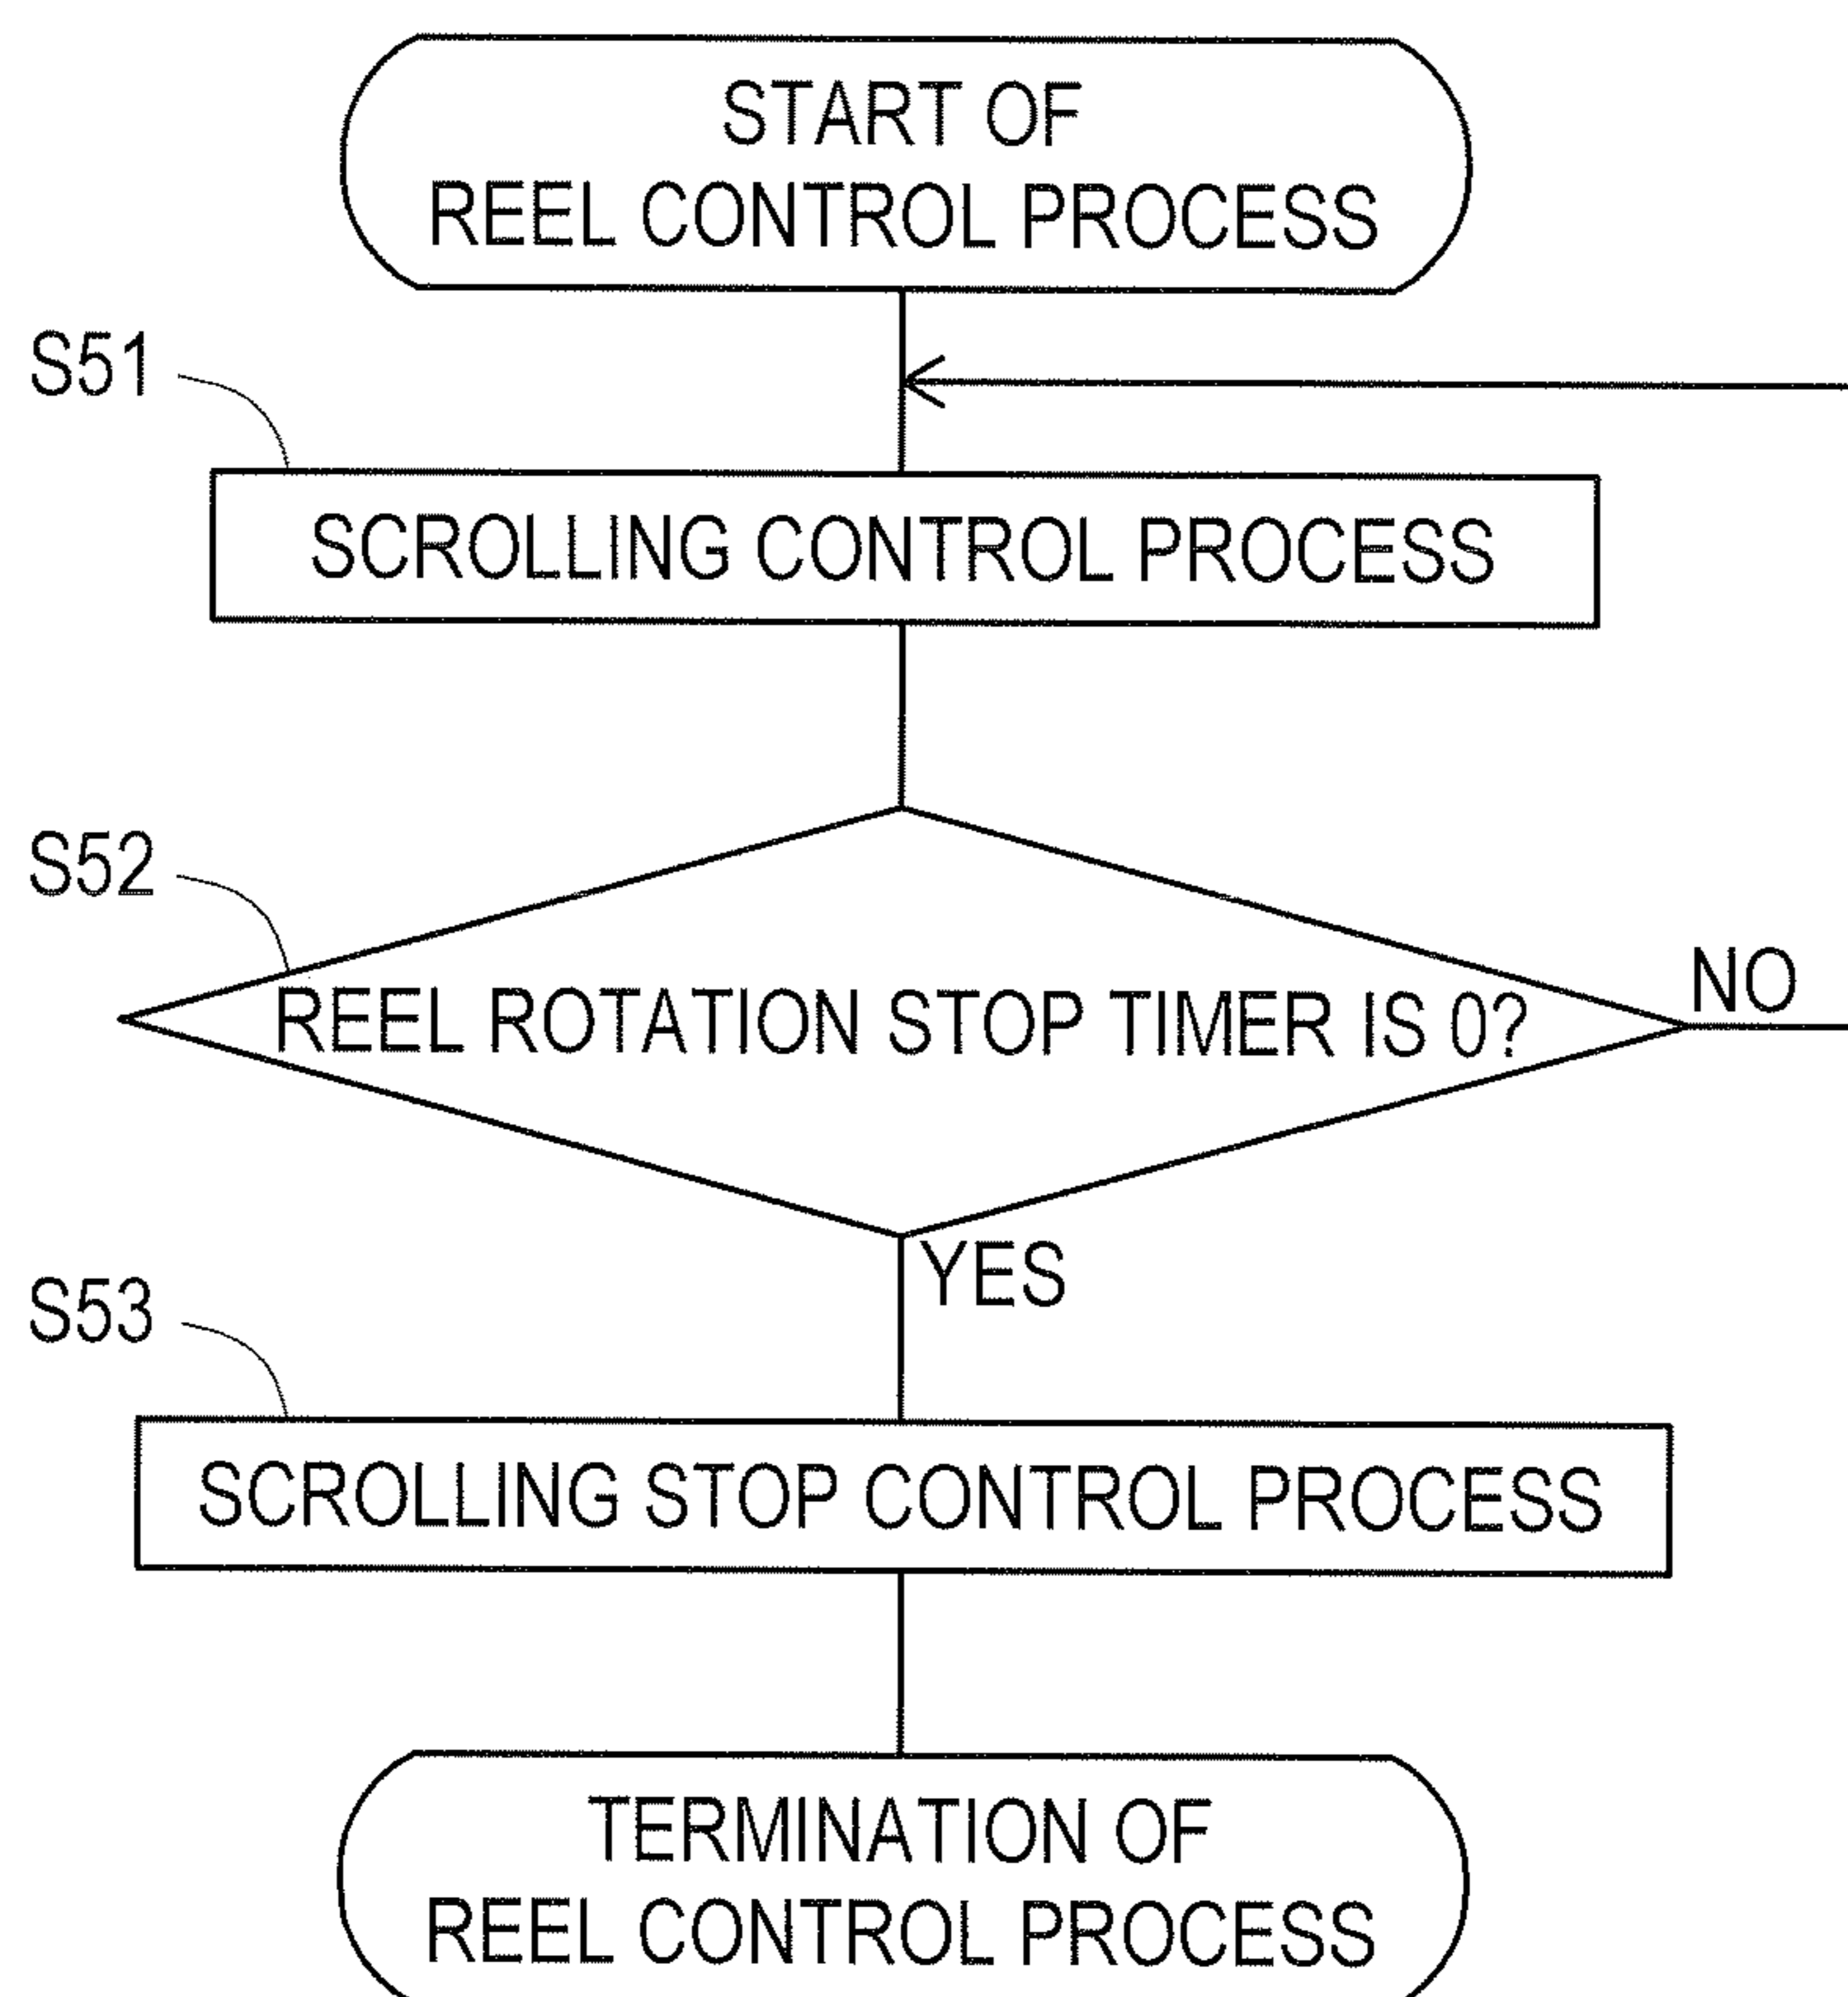 START OF
REEL CONTROL PROCESS
S51
SCROLLING CONTROL PROCESS
S52
REEL ROTATION STOP TIMER IS 0?
NO
YES
S53
SCROLLING STOP CONTROL PROCESS
TERMINATION OF
REEL CONTROL PROCESS